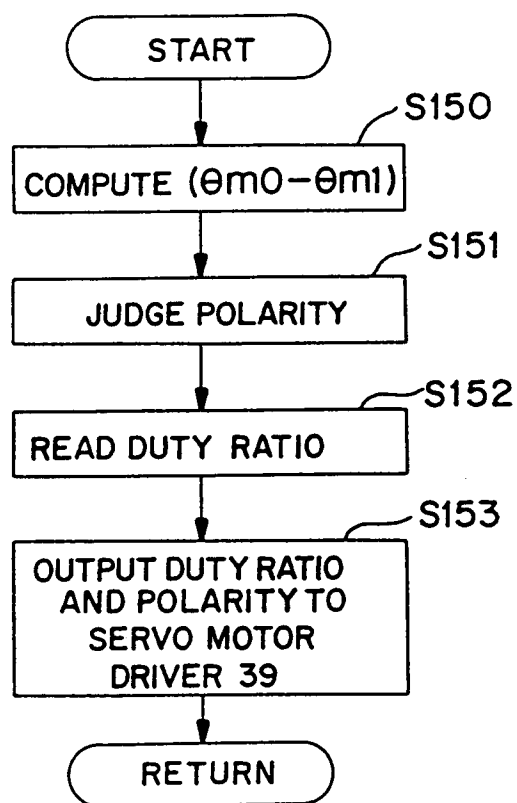 START
S150
COMPUTE (θm0-θm1)
S151
JUDGE POLARITY
S152
READ DUTY RATIO
S153
OUTPUT DUTY RATIO
AND POLARITY TO
SERVO MOTOR
DRIVER 39
RETURN